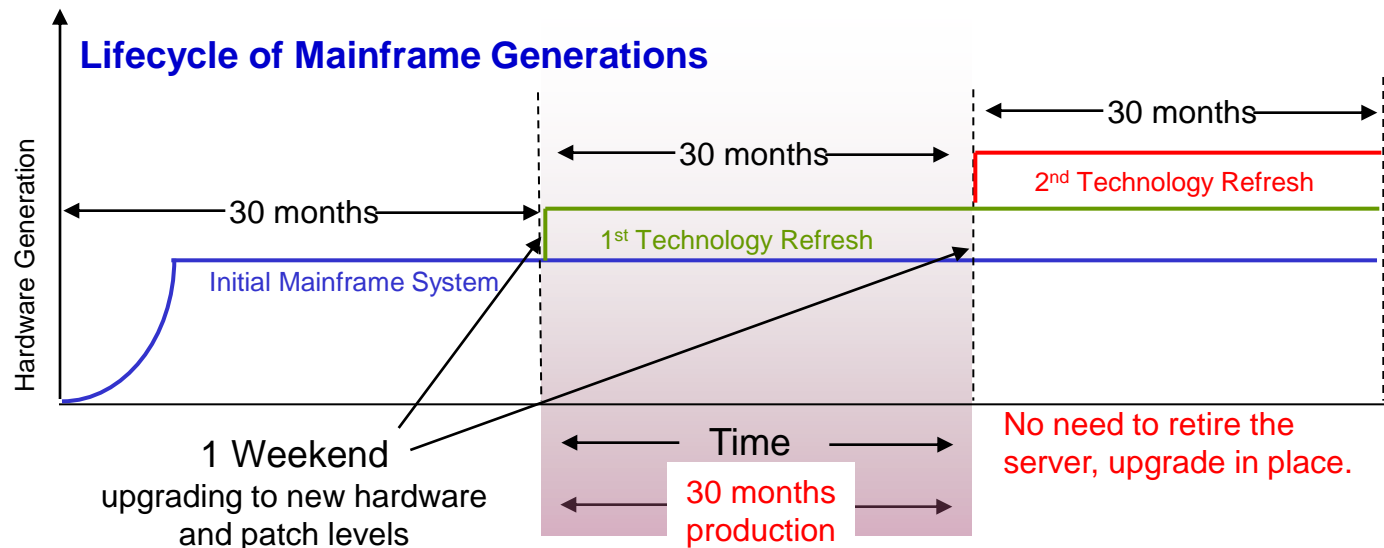 Lifecycle of Mainframe Generations
Hardware Generation
30 months
30 months
30 months
2nd Technology Refresh
1st Technology Refresh
Initial Mainframe System
1 Weekend
upgrading to new hardware
and patch levels
Time
30 months
production
No need to retire the
server, upgrade in place.